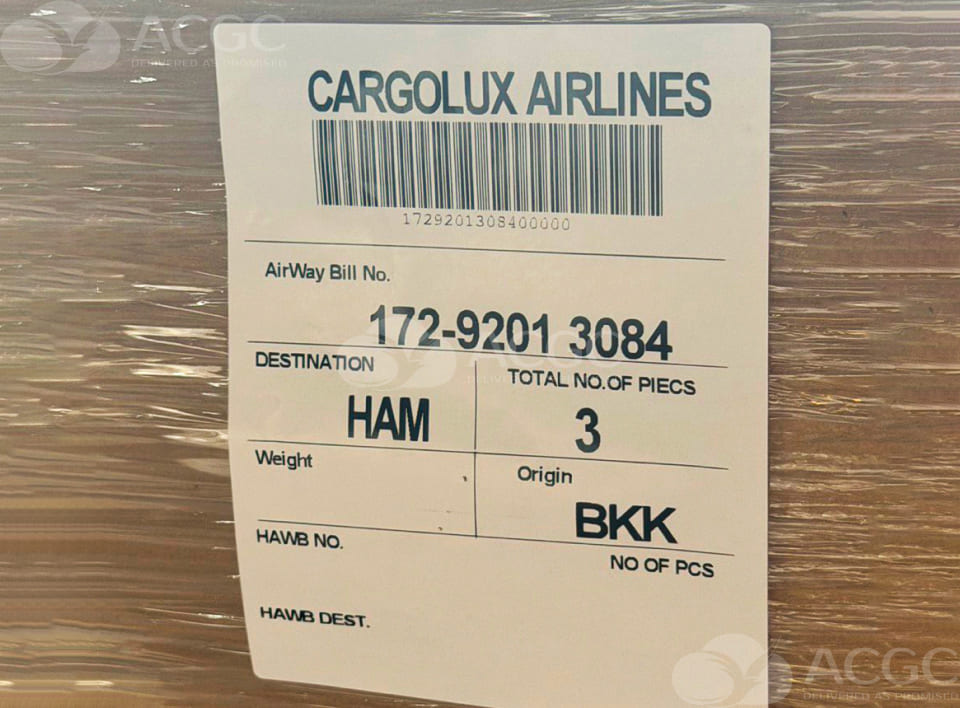 ACGC
DELIVERED AS PROMISED
CARGOLUX AIRLINES
1729201308400000
AirWay Bill No.
172-9201 3084
DESTINATION
TOTAL NO.OF PIECS
HAM
3
Weight
Origin
BKK
HAWB NO.
NO OF PCS
HAWB DEST.
ACGC
DELIVERED AS PROMISED